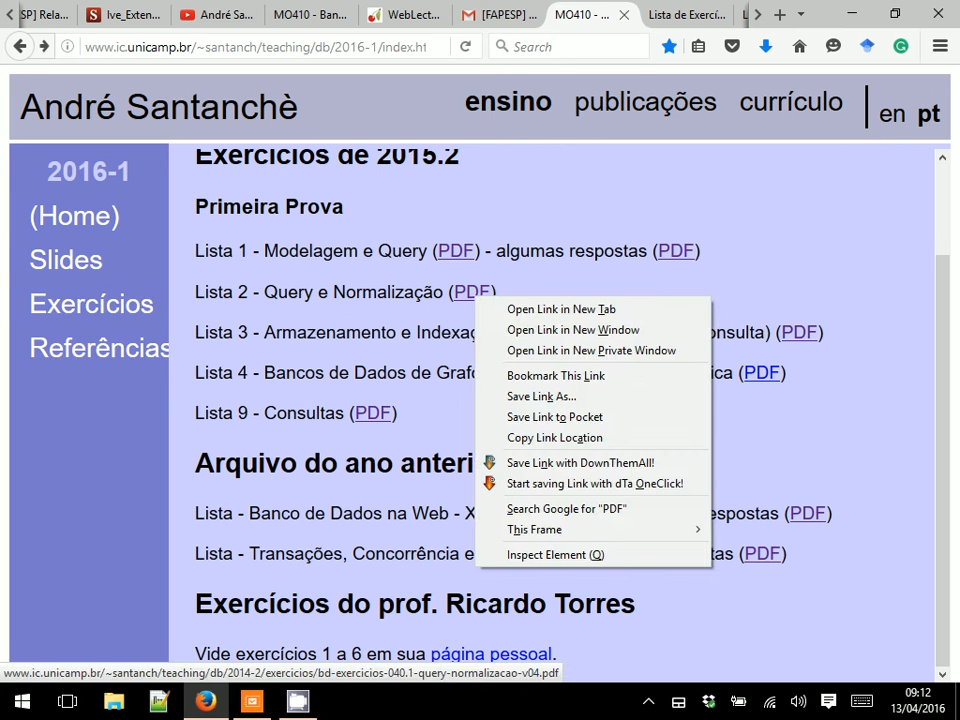 SP] Rela...
Ive_Exten...
André Sa...
MO410 - Ban...
WebLect...
[FAPESP] ...
MO410 - ...
Lista de Exercí...
www.ic.unicamp.br/~santanch/teaching/db/2016-1/index.ht
Search
André Santanchè
ensino publicações currículo en pt
2016-1
(Home)
Slides
Exercícios
Referências
Exercícios de 2015.2
Primeira Prova
Lista 1 - Modelagem e Query (PDF) - algumas respostas (PDF)
Lista 2 - Query e Normalização (PDF)
Lista 3 - Armazenamento e Indexaç onsulta) (PDF)
Lista 4 - Bancos de Dados de Grafo ica (PDF)
Lista 9 - Consultas (PDF)
Arquivo do ano anteri
Lista - Banco de Dados na Web - X espostas (PDF)
Lista - Transações, Concorrência e tas (PDF)
Exercícios do prof. Ricardo Torres
Vide exercícios 1 a 6 em sua página pessoal.
Open Link in New Tab
Open Link in New Window
Open Link in New Private Window
Bookmark This Link
Save Link As...
Save Link to Pocket
Copy Link Location
Save Link with DownThemAll!
Start saving Link with dTa OneClick!
Search Google for "PDF"
This Frame
Inspect Element (Q)
www.ic.unicamp.br/~santanch/teaching/db/2014-2/exercicios/bd-exercicios-040.1-query-normalizacao-v04.pdf
09:12
13/04/2016